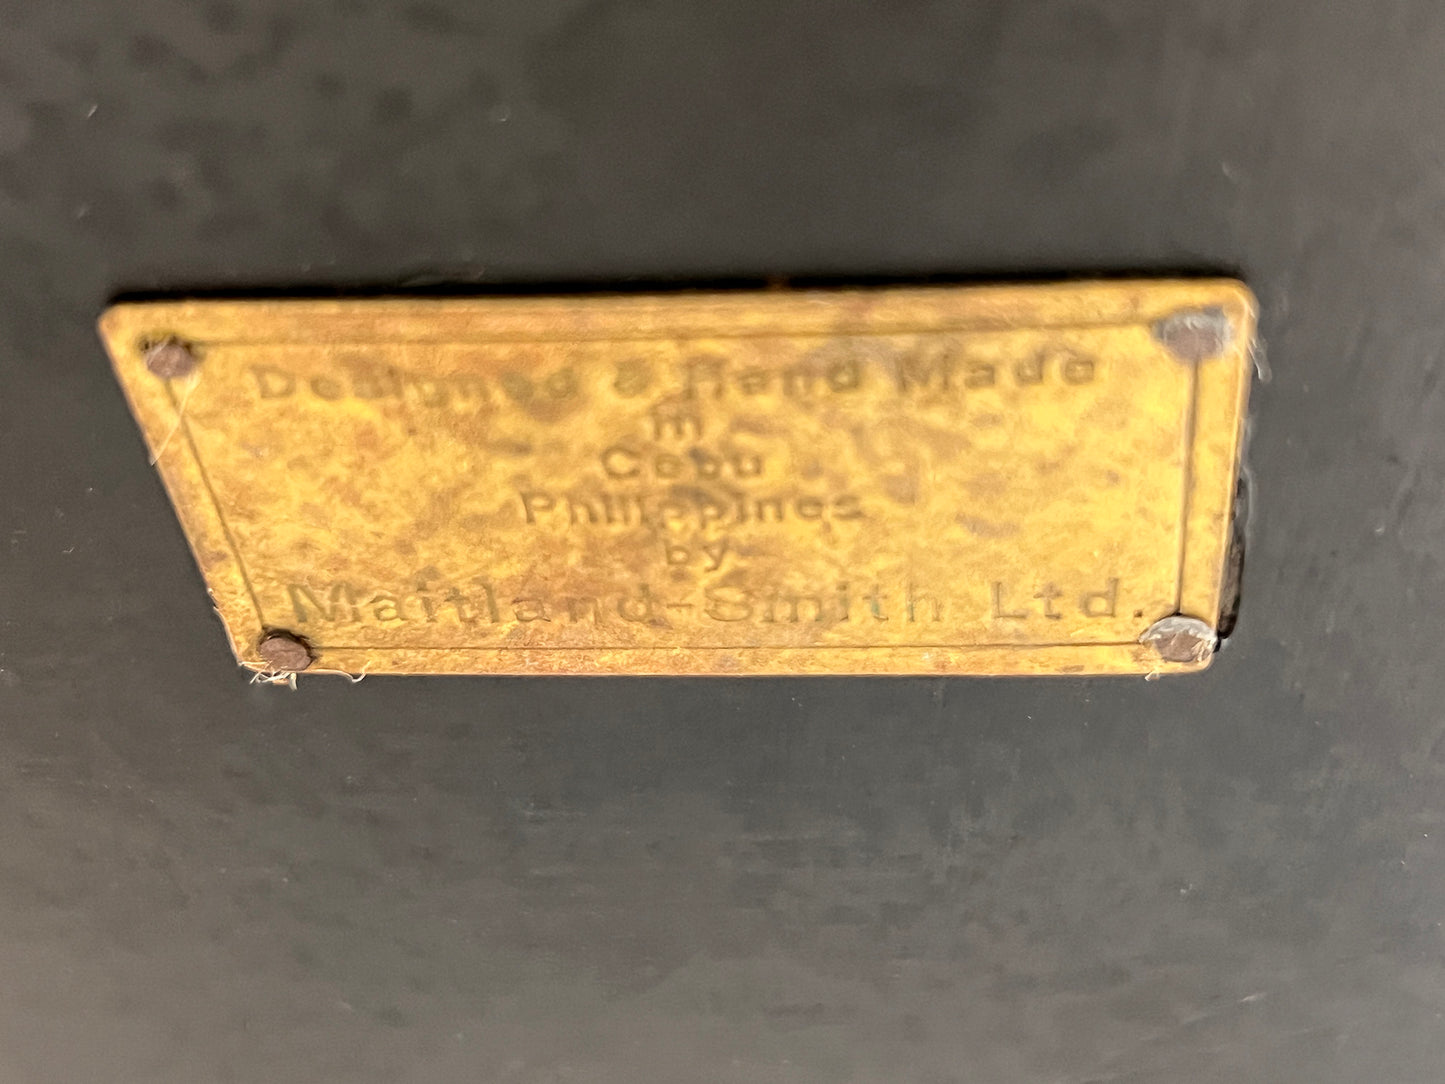 Designed & Hand Made
in
Cebu
Philippines
by
Maitland-Smith Ltd.